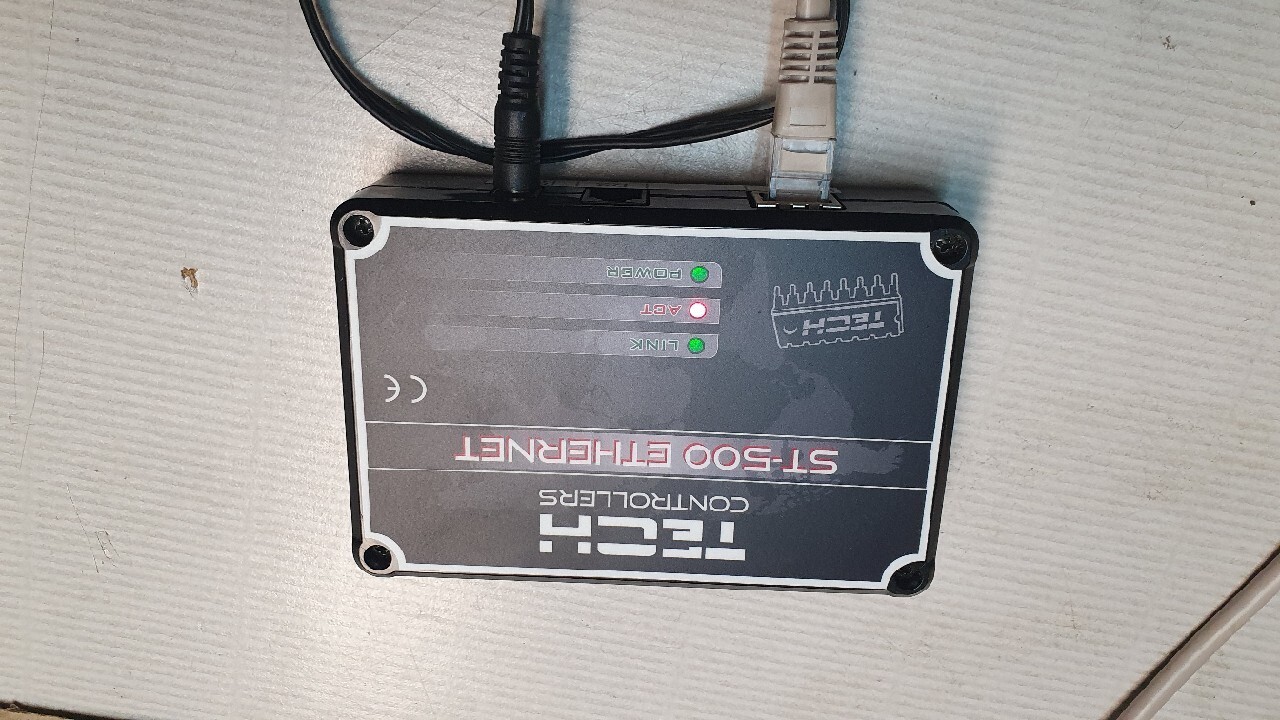 TECH
CONTROLLERS
ST-500 ETHERNET
CE
LINK
ACT
POWER
TECH